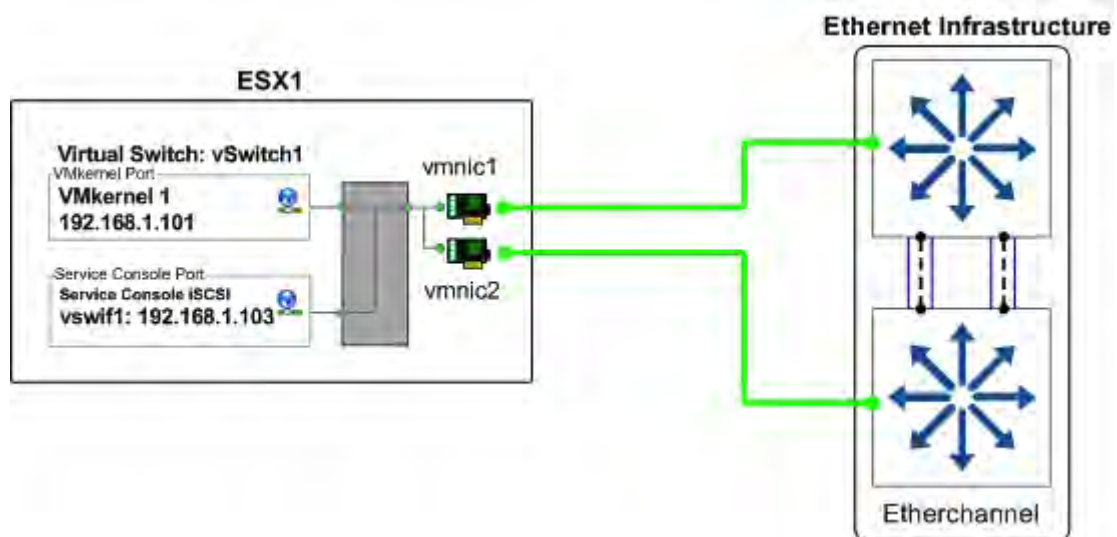 Ethernet Infrastructure
ESX1
Virtual Switch: vSwitch1
VMkernel Port
VMkernel 1
192.168.1.101
Service Console Port
Service Console iSCSI
vswif1: 192.168.1.103
vmnic1
vmnic2
Etherchannel